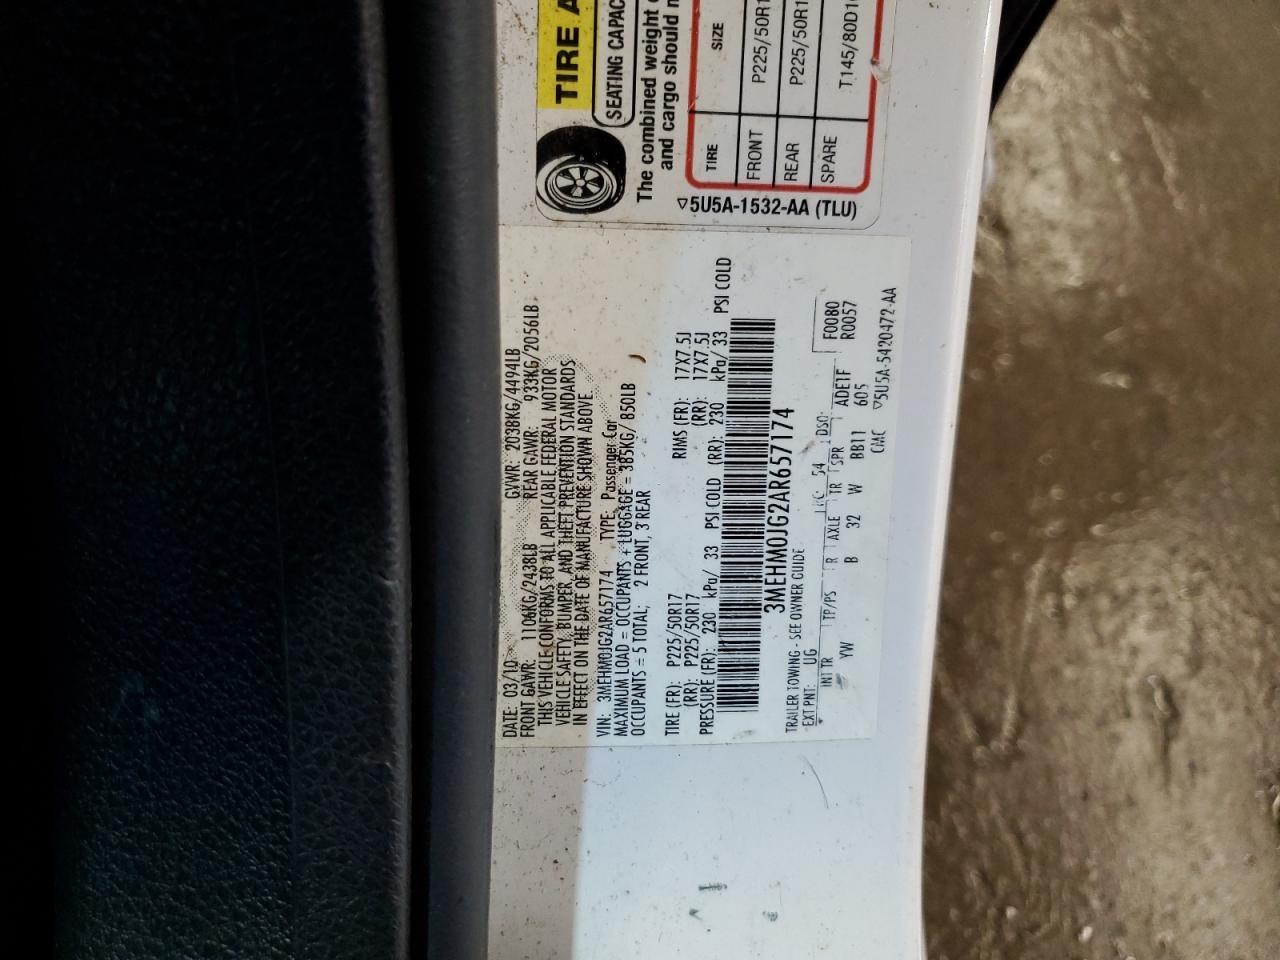 DATE: 03/10 GVWR: 2038KG/4494LB
FRONT GAWR: 1106KG/2438LB REAR GAWR: 933KG/2056LB
THIS VEHICLE CONFORMS TO ALL APPLICABLE FEDERAL MOTOR
VEHICLE SAFETY, BUMPER, AND THEFT PREVENTION STANDARDS
IN EFFECT ON THE DATE OF MANUFACTURE SHOWN ABOVE.
VIN: 3MEHM0JG2AR657174 TYPE: Passenger Car
MAXIMUM LOAD = OCCUPANTS + LUGGAGE = 385KG/ 850LB
OCCUPANTS = 5 TOTAL; 2 FRONT, 3 REAR
TIRE (FR): P225/50R17 RIMS (FR): 17X7.5J
(RR): P225/50R17 (RR): 17X7.5J
PRESSURE (FR): 230 kPa/ 33 PSI COLD (RR): 230 kPa/ 33 PSI COLD
3MEHM0JG2AR657174
TRAILER TOWING - SEE OWNER GUIDE
EXT PNT: UG RC: 54 DSO: F0080
R0057
INT TR TP/PS R AXLE TR SPR ADE1F
YW B 32 W BB11 605
CMC ▽5U5A-5420472-AA
TIRE A
SEATING CAPAC
The combined weight o
and cargo should n
TIRE SIZE
FRONT P225/50R1
REAR P225/50R1
SPARE T145/80D1
▽5U5A-1532-AA (TLU)